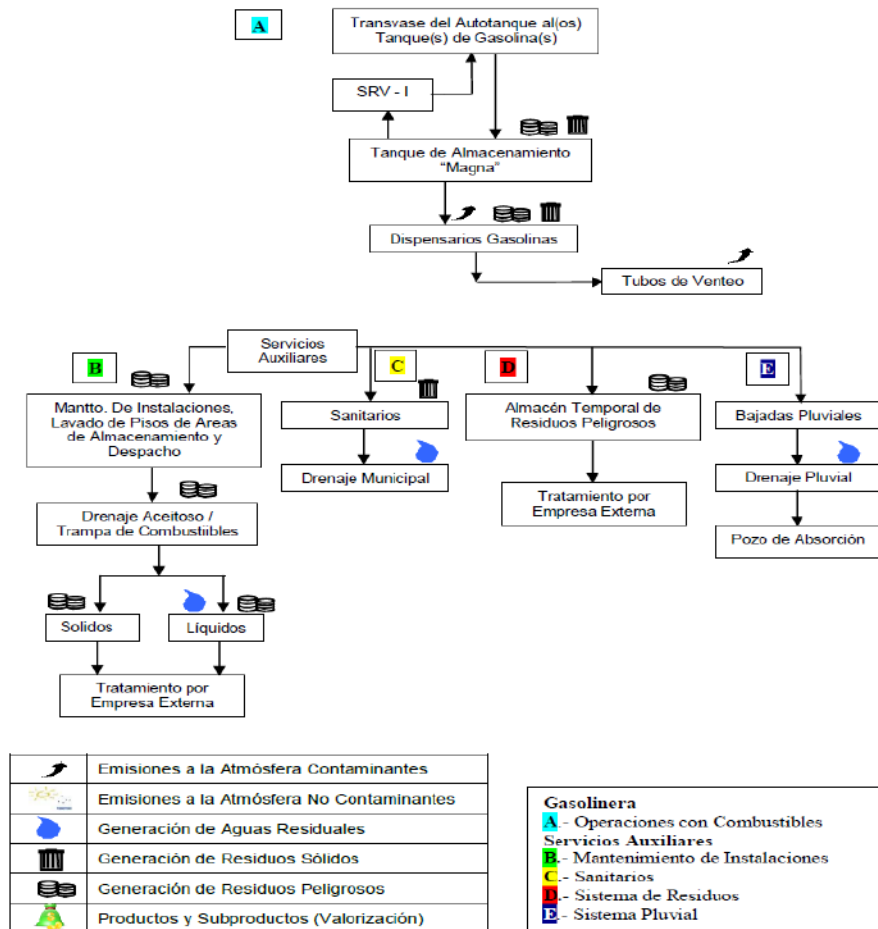 A
Transvase del Autotanque al(os)
Tanque(s) de Gasolina(s)
SRV - I
Tanque de Almacenamiento
“Magna”
Dispensarios Gasolinas
Tubos de Venteo
Servicios
Auxiliares
B
C
D
E
Mantto. De Instalaciones,
Lavado de Pisos de Areas
de Almacenamiento y
Despacho
Sanitarios
Almacén Temporal de
Residuos Peligrosos
Bajadas Pluviales
Drenaje Municipal
Drenaje Pluvial
Tratamiento por
Empresa Externa
Drenaje Aceitoso /
Trampa de Combustiibles
Pozo de Absorción
Solidos
Líquidos
Tratamiento por
Empresa Externa
Emisiones a la Atmósfera Contaminantes
Emisiones a la Atmósfera No Contaminantes
Generación de Aguas Residuales
Generación de Residuos Sólidos
Generación de Residuos Peligrosos
Productos y Subproductos (Valorización)
Gasolinera
A.- Operaciones con Combustibles
Servicios Auxiliares
B.- Mantenimiento de Instalaciones
C.- Sanitarios
D.- Sistema de Residuos
E.- Sistema Pluvial